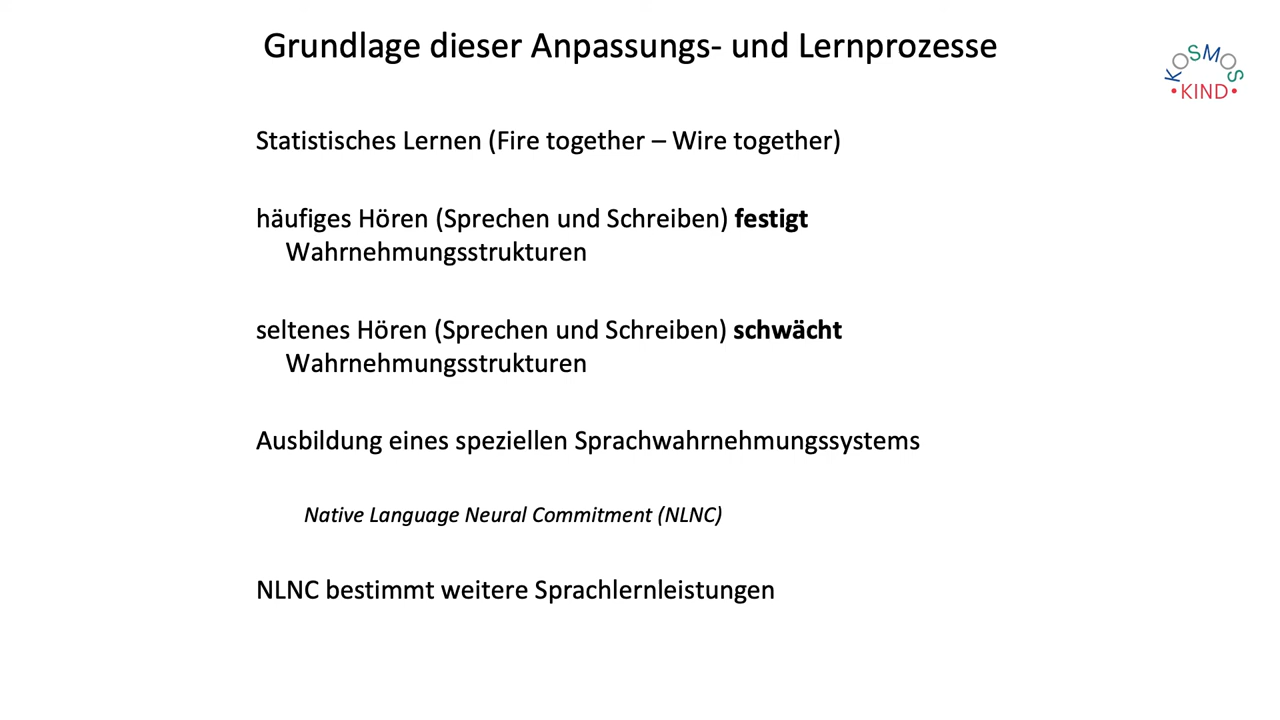 Grundlage dieser Anpassungs- und Lernprozesse
KOSMOS
•KIND•
Statistisches Lernen (Fire together – Wire together)
häufiges Hören (Sprechen und Schreiben) festigt
Wahrnehmungsstrukturen
seltenes Hören (Sprechen und Schreiben) schwächt
Wahrnehmungsstrukturen
Ausbildung eines speziellen Sprachwahrnehmungssystems
Native Language Neural Commitment (NLNC)
NLNC bestimmt weitere Sprachlernleistungen